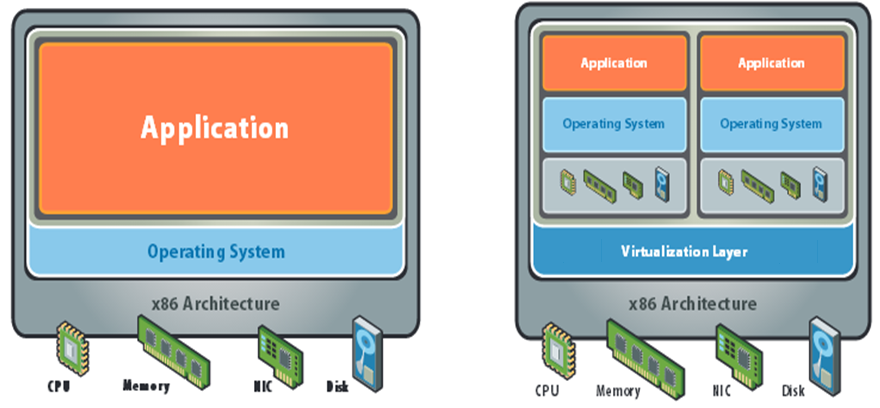 Application
Operating System
x86 Architecture
CPU
Memory
NIC
Disk
Application
Application
Operating System
Operating System
Virtualization Layer
x86 Architecture
CPU
Memory
NIC
Disk